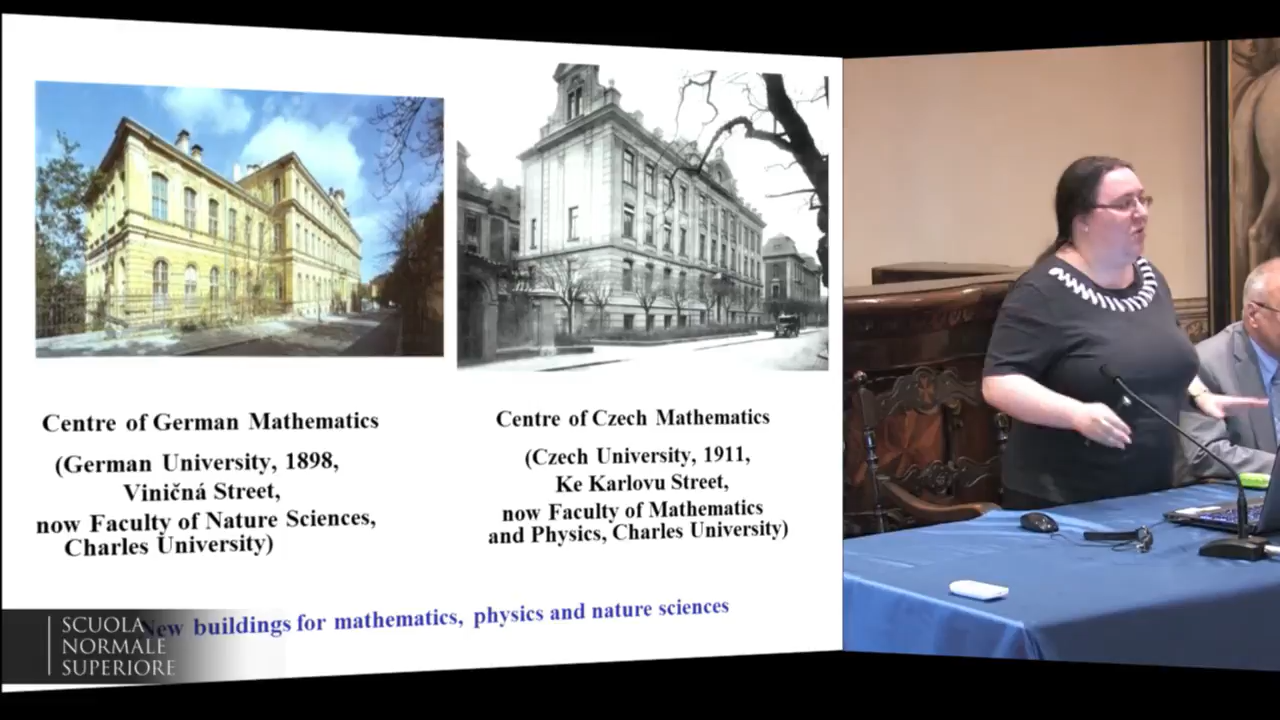 Centre of German Mathematics
(German University, 1898,
Viničná Street,
now Faculty of Nature Sciences,
Charles University)
Centre of Czech Mathematics
(Czech University, 1911,
Ke Karlovu Street,
now Faculty of Mathematics
and Physics, Charles University)
New buildings for mathematics, physics and nature sciences
SCUOLA
NORMALE
SUPERIORE